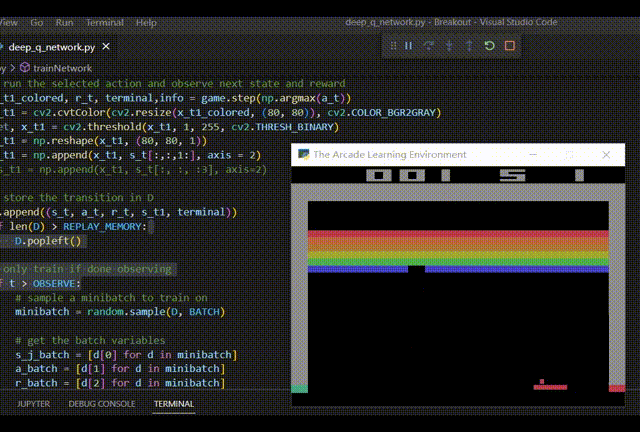 View Go Run Terminal Help deep_q_network.py - Breakout - Visual Studio Code
deep_q_network.py ×
py > trainNetwork
run the selected action and observe next state and reward
_t1_colored, r_t, terminal,info = game.step(np.argmax(a_t))
_t1 = cv2.cvtColor(cv2.resize(x_t1_colored, (80, 80)), cv2.COLOR_BGR2GRAY)
et, x_t1 = cv2.threshold(x_t1, 1, 255, cv2.THRESH_BINARY)
_t1 = np.reshape(x_t1, (80, 80, 1))
_t1 = np.append(x_t1, s_t[:,:,1:], axis = 2)
s_t1 = np.append(x_t1, s_t[:, :, :3], axis=2)
store the transition in D
.append((s_t, a_t, r_t, s_t1, terminal))
f len(D) > REPLAY_MEMORY:
D.popleft()
only train if done observing
f t > OBSERVE:
# sample a minibatch to train on
minibatch = random.sample(D, BATCH)
# get the batch variables
s_j_batch = [d[0] for d in minibatch]
a_batch = [d[1] for d in minibatch]
r_batch = [d[2] for d in minibatch]
JUPYTER DEBUG CONSOLE TERMINAL
The Arcade Learning Environment
001 5 1